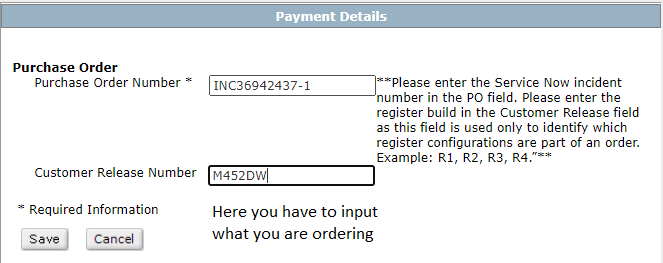 Payment Details
Purchase Order
Purchase Order Number * INC36942437-1 **Please enter the Service Now incident
number in the PO field. Please enter the
register build in the Customer Release field
as this field is used only to identify which
register configurations are part of an order.
Example: R1, R2, R3, R4."**
Customer Release Number M452DW
* Required Information
Here you have to input
what you are ordering
Save Cancel